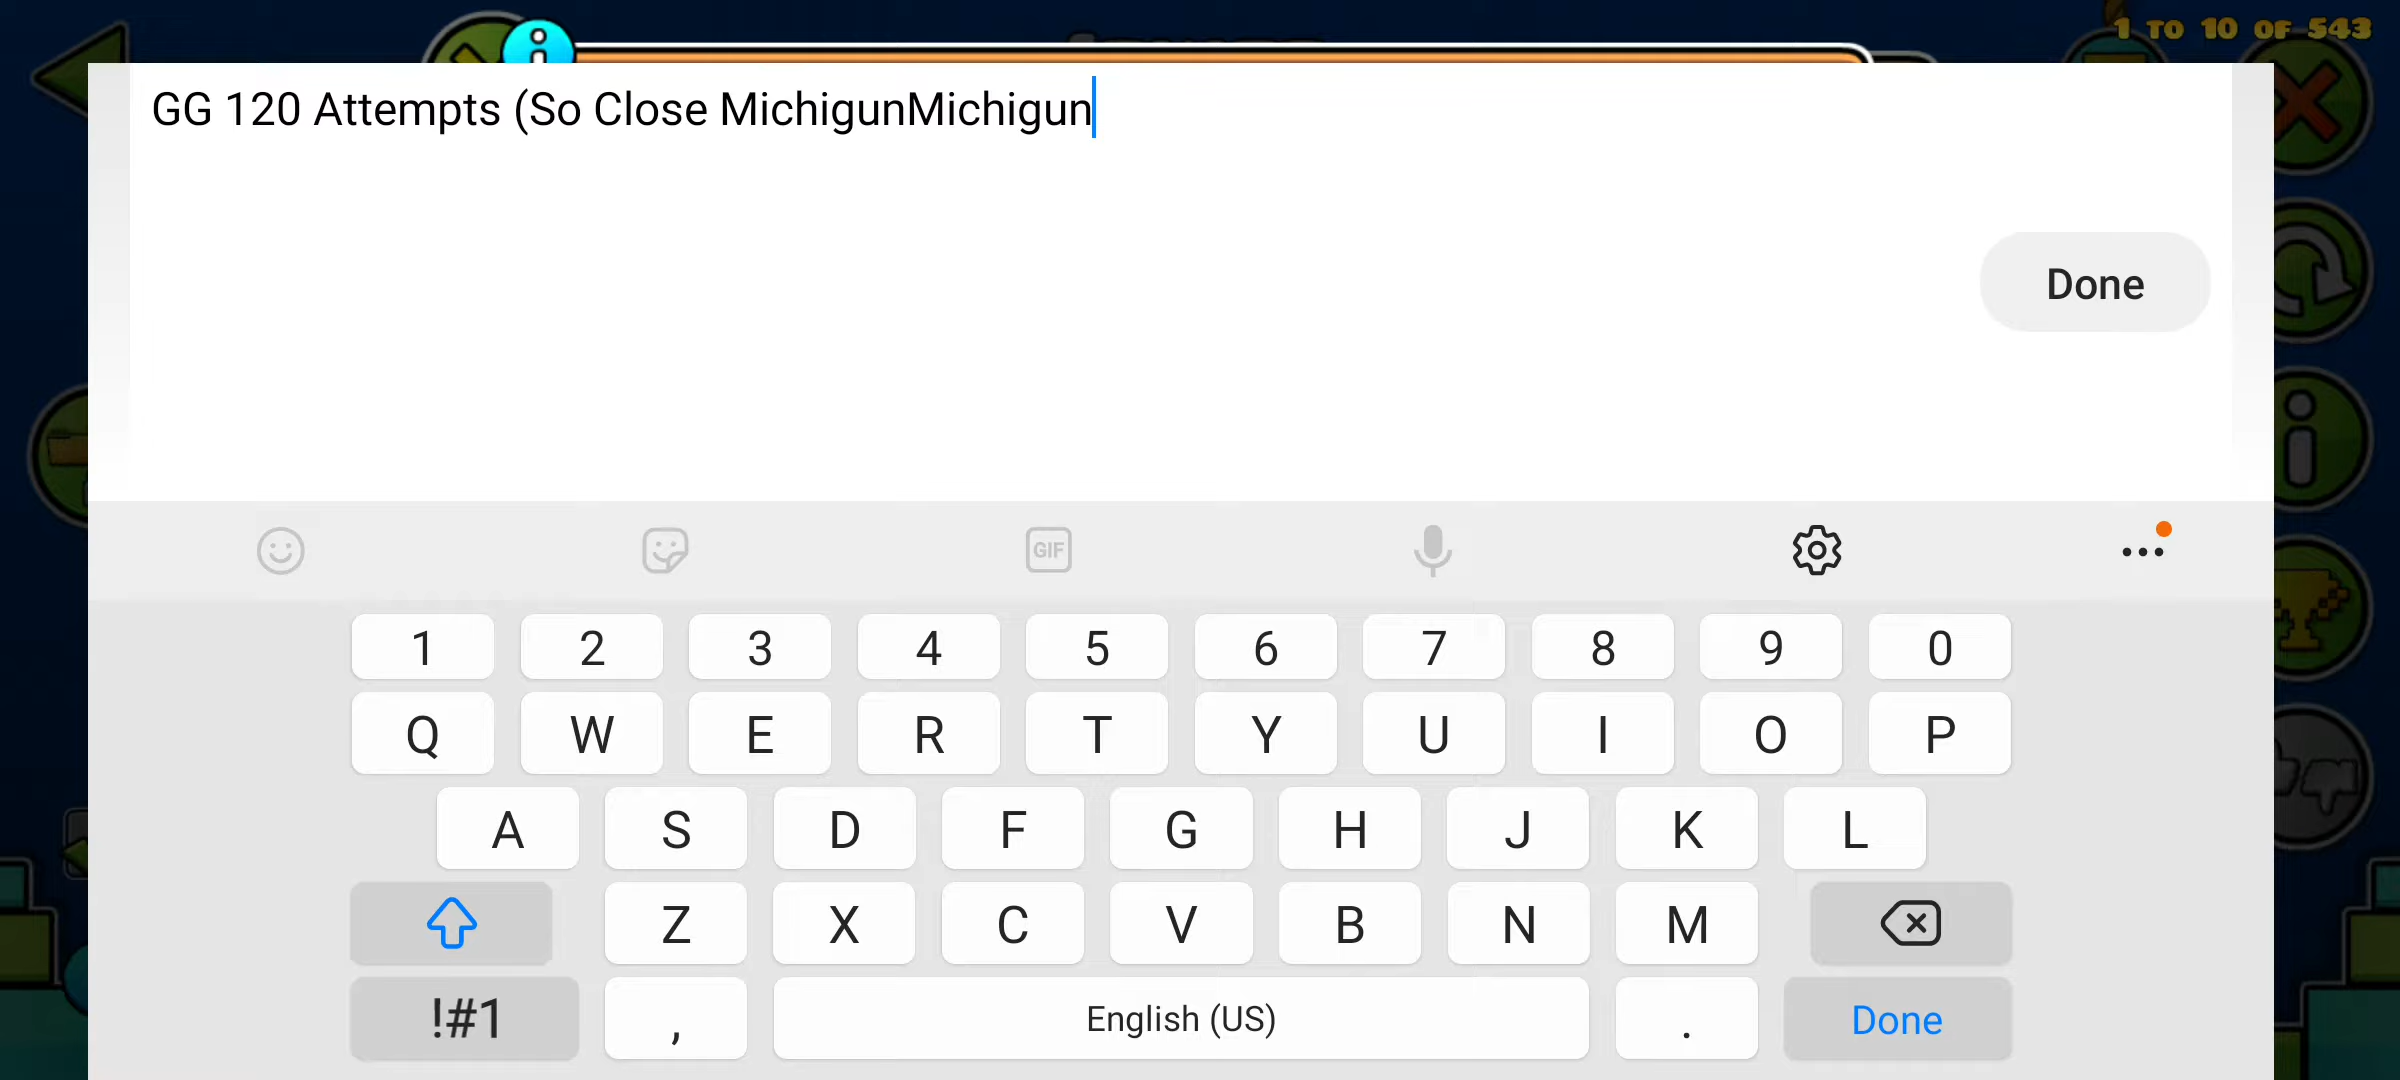 1 TO 10 OF 543
GG 120 Attempts (So Close MichigunMichigun
Done
GIF
1 2 3 4 5 6 7 8 9 0
Q W E R T Y U I O P
A S D F G H J K L
Z X C V B N M
!#1 , English (US) . Done